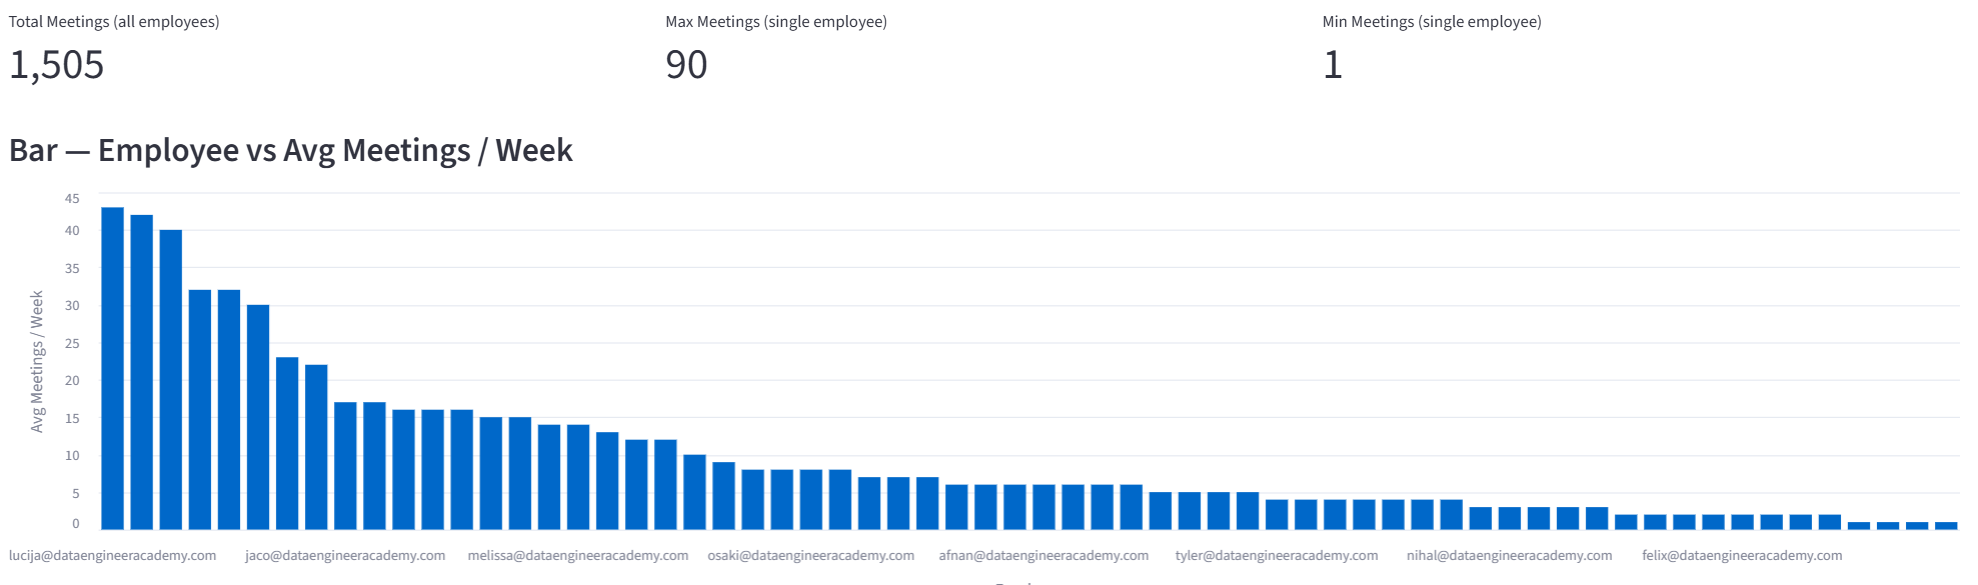 Total Meetings (all employees)
1,505
Max Meetings (single employee)
90
Min Meetings (single employee)
1
Bar — Employee vs Avg Meetings / Week
Avg Meetings / Week
45
40
35
30
25
20
15
10
5
0
lucija@dataengineeracademy.com
jaco@dataengineeracademy.com
melissa@dataengineeracademy.com
osaki@dataengineeracademy.com
afnan@dataengineeracademy.com
tyler@dataengineeracademy.com
nihal@dataengineeracademy.com
felix@dataengineeracademy.com